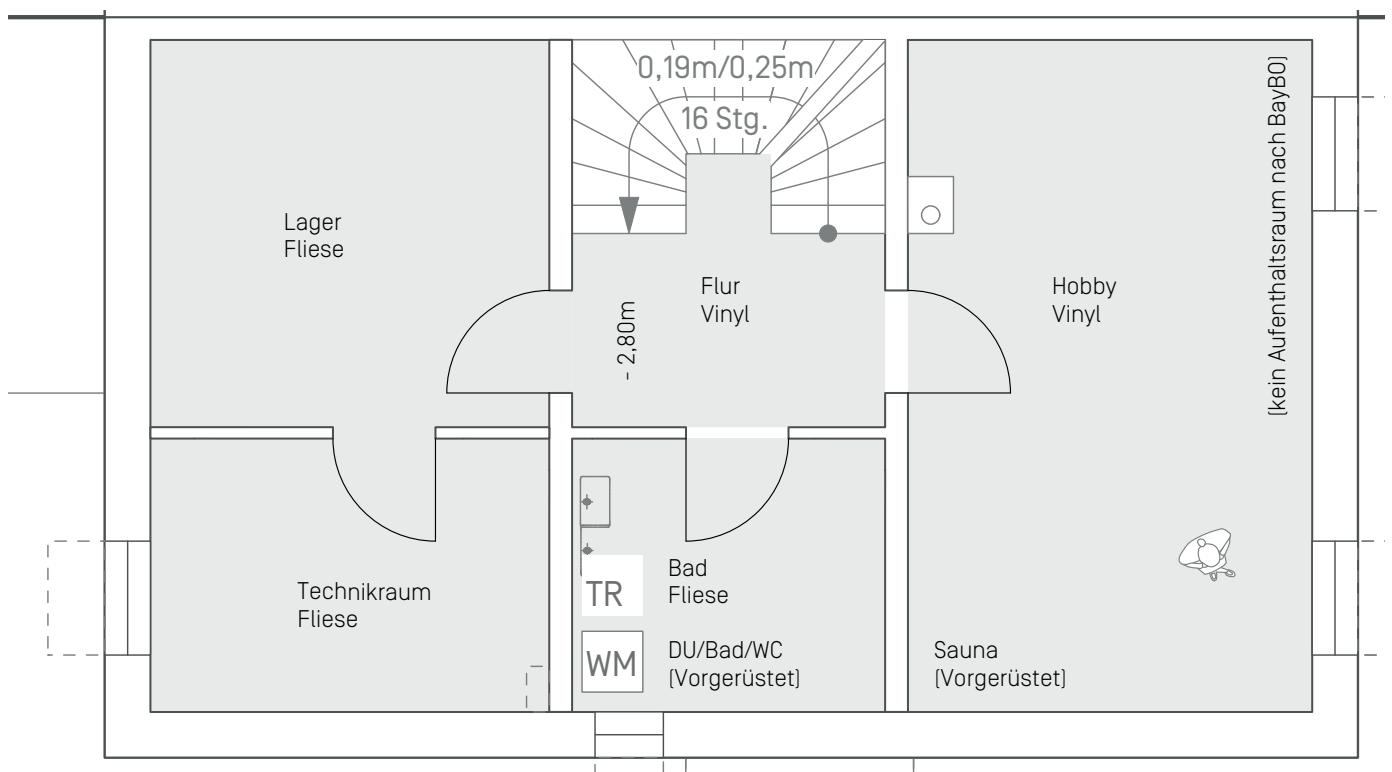 0,19m/0,25m
16 Stg.
Lager
Fliese
Flur
Vinyl
- 2,80m
Hobby
Vinyl
(kein Aufenthaltsraum nach BayBO)
Technikraum
Fliese
TR
WM
Bad
Fliese
DU/Bad/WC
(Vorgerüstet)
Sauna
(Vorgerüstet)